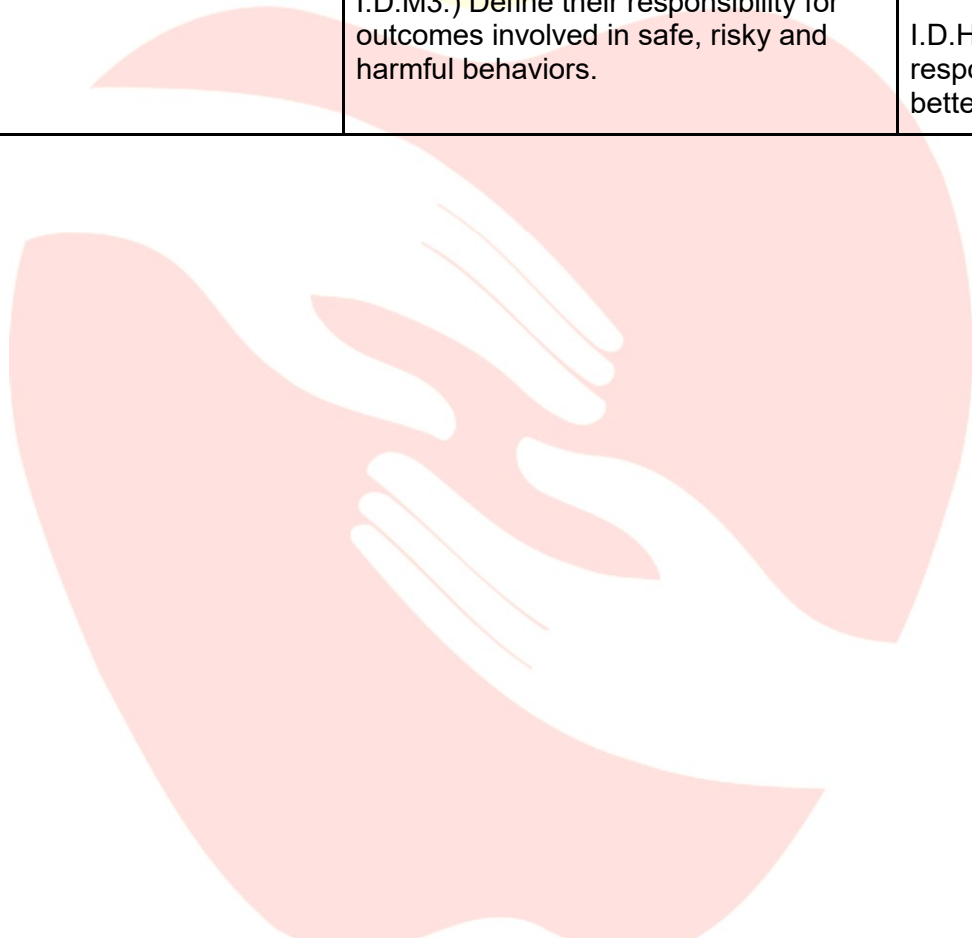 I.D.M3.) Define their responsibility for
outcomes involved in safe, risky and
harmful behaviors.
I.D.H
respo
bette